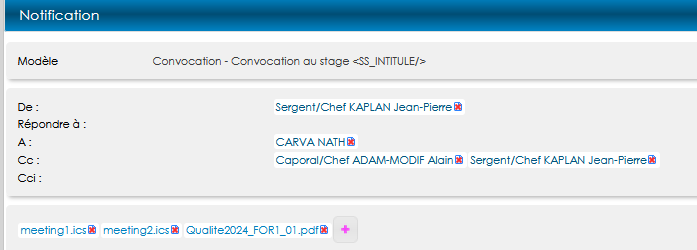 Notification
Modèle Convocation - Convocation au stage <SS_INTITULE/>
De : Sergent/Chef KAPLAN Jean-Pierre
Répondre à :
A : CARVA NATH
Cc : Caporal/Chef ADAM-MODIF Alain Sergent/Chef KAPLAN Jean-Pierre
Cci :
meeting1.ics meeting2.ics Qualite2024_FOR1_01.pdf +